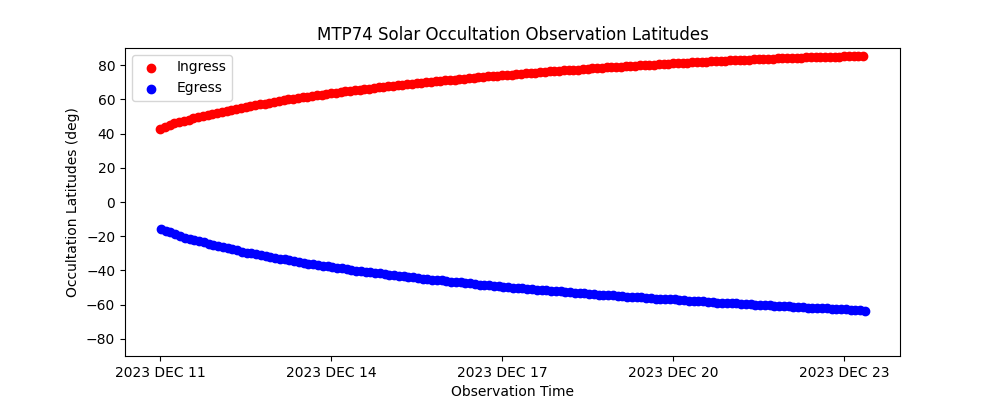 MTP74 Solar Occultation Observation Latitudes
Ingress
Egress
Occultation Latitudes (deg)
80
60
40
20
0
−20
−40
−60
−80
2023 DEC 11
2023 DEC 14
2023 DEC 17
2023 DEC 20
2023 DEC 23
Observation Time